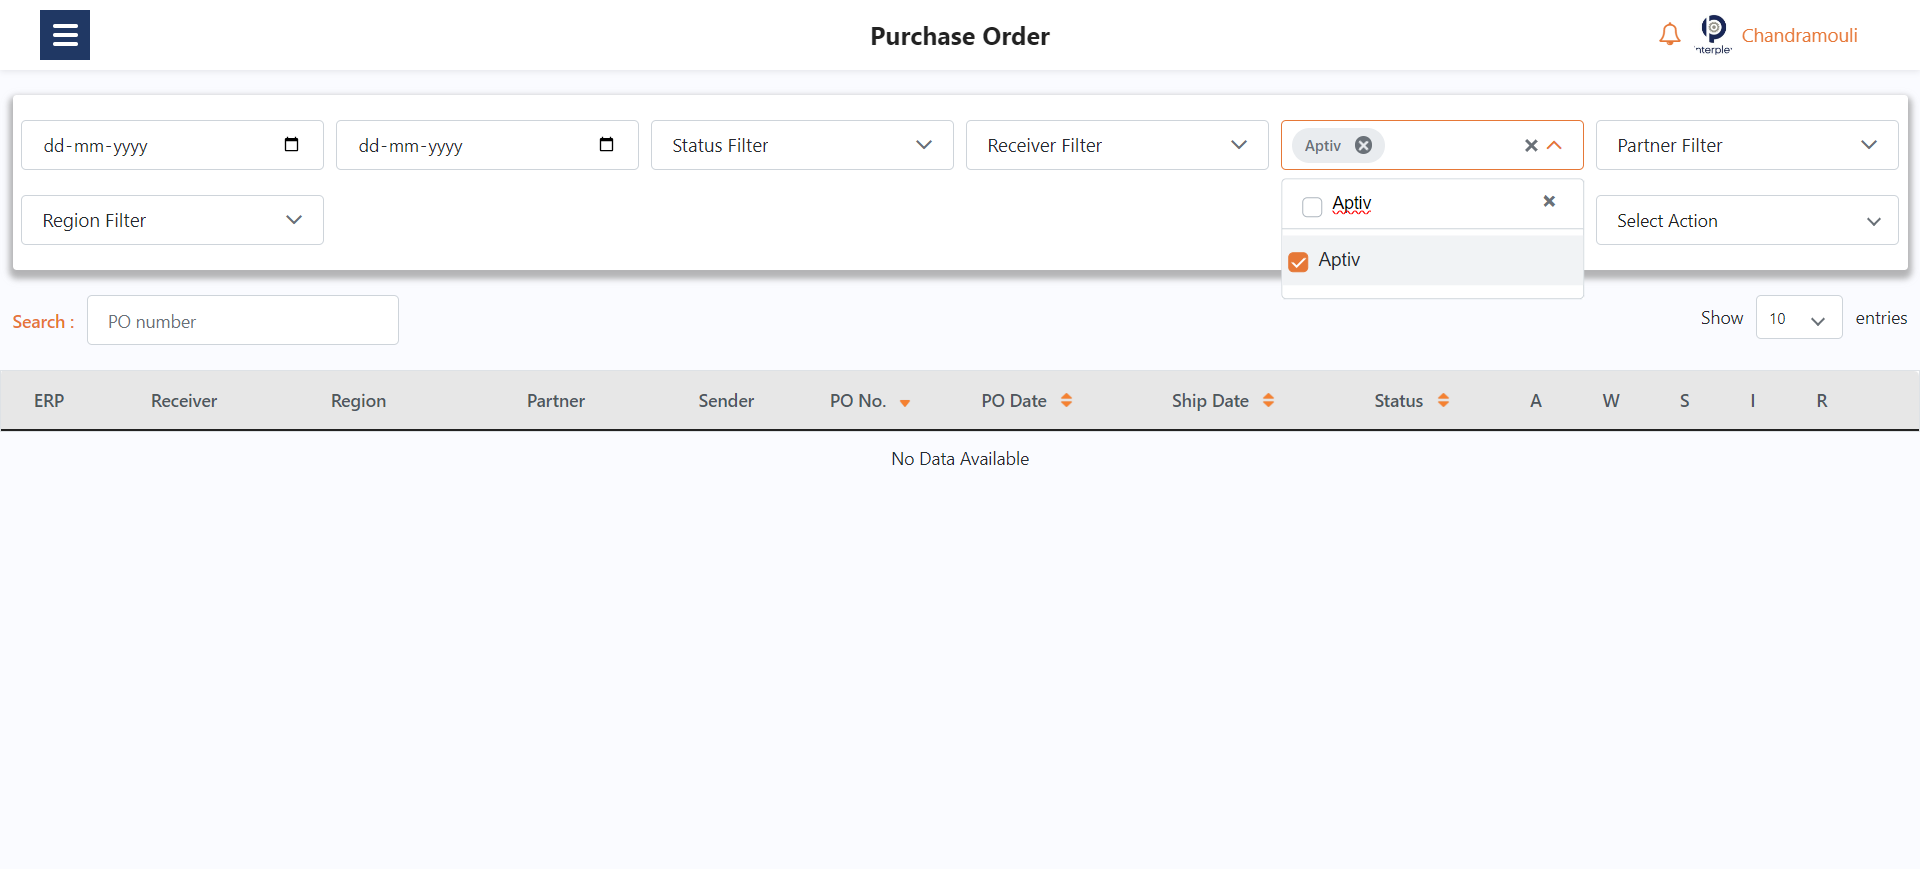 Purchase Order
nterple
Chandramouli
dd-mm-yyyy
dd-mm-yyyy
Status Filter
Receiver Filter
Aptiv
Partner Filter
Region Filter
Aptiv
Select Action
Aptiv
Search :
PO number
Show
10
entries
ERP Receiver Region Partner Sender PO No. PO Date Ship Date Status A W S I R
No Data Available